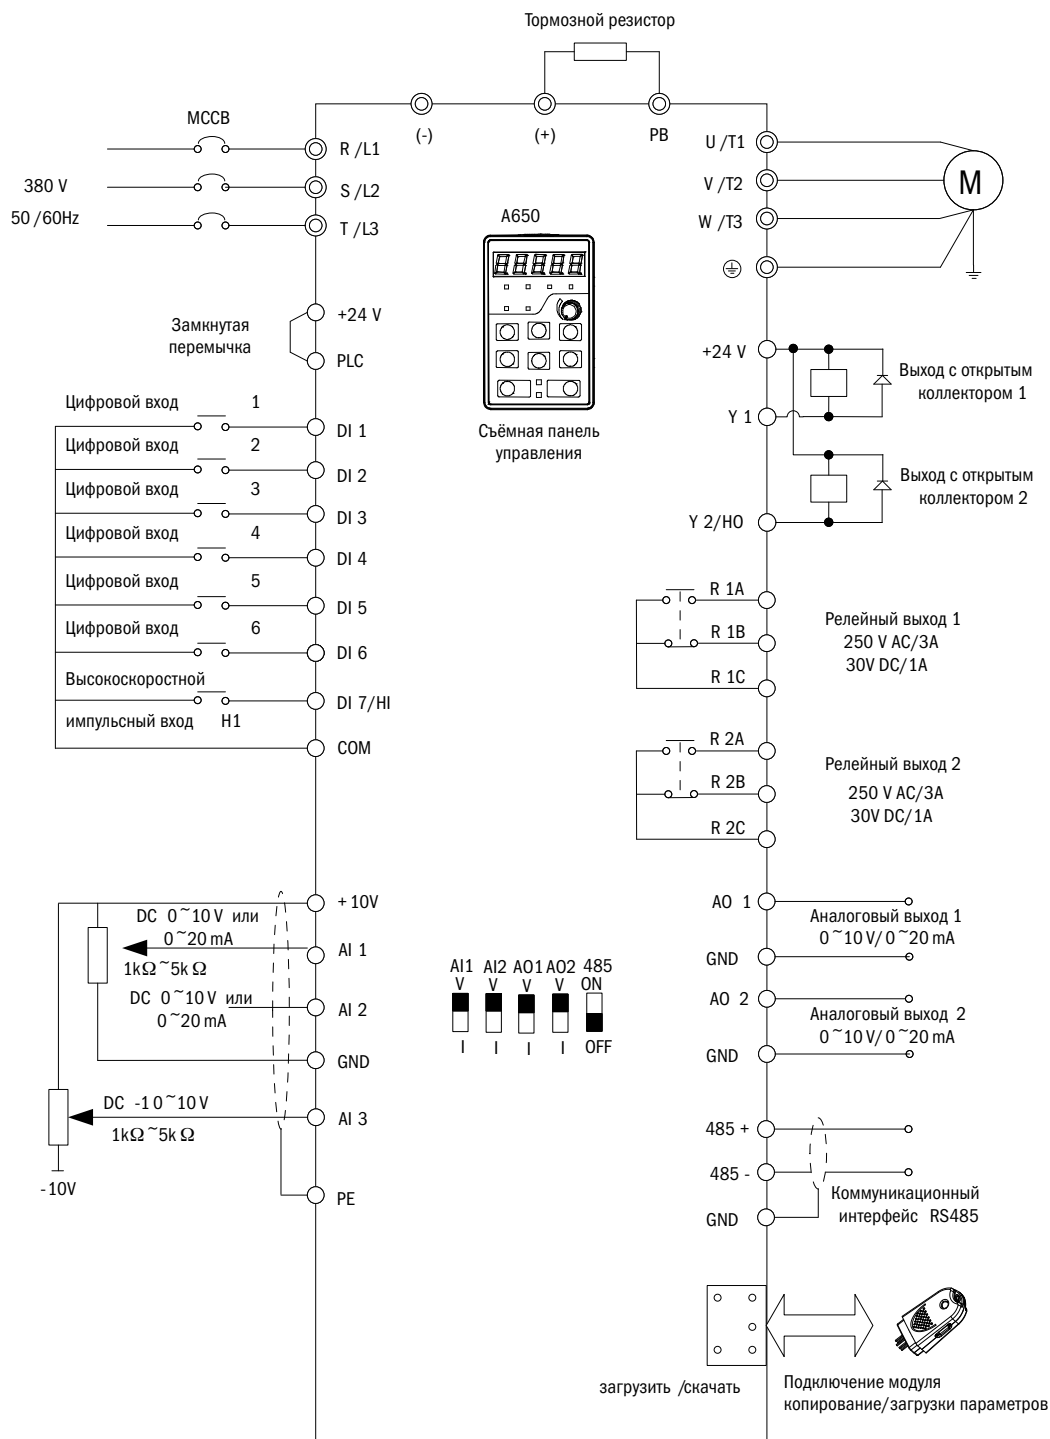 Тормозной резистор
MCCB
(-)
(+)
PB
R /L1
S /L2
T /L3
380 V
50 /60Hz
U /T1
V /T2
W /T3
M
A650
88888
Съёмная панель
управления
Замкнутая
перемычка
+24 V
PLC
Цифровой вход 1
DI 1
Цифровой вход 2
DI 2
Цифровой вход 3
DI 3
Цифровой вход 4
DI 4
Цифровой вход 5
DI 5
Цифровой вход 6
DI 6
Высокоскоростной
импульсный вход H1
DI 7/HI
COM
+24 V
Y 1
Выход с открытым
коллектором 1
Y 2/HO
Выход с открытым
коллектором 2
R 1A
R 1B
R 1C
Релейный выход 1
250 V AC/3A
30V DC/1A
R 2A
R 2B
R 2C
Релейный выход 2
250 V AC/3A
30V DC/1A
+ 10V
DC 0~10 V или
0~20 mA
AI 1
1kΩ~5k Ω
DC 0~10 V или
0~20 mA
AI 2
GND
DC -1 0~10 V
AI 3
1kΩ~5k Ω
-10V
PE
AI1 AI2 AO1 AO2 485
V V V V ON
I I I I OFF
AO 1
Аналоговый выход 1
0~10 V/ 0~20 mA
GND
AO 2
Аналоговый выход 2
0~10 V/ 0~20 mA
GND
485 +
485 -
GND
Коммуникационный
интерфейс RS485
загрузить /скачать
Подключение модуля
копирование/загрузки параметров